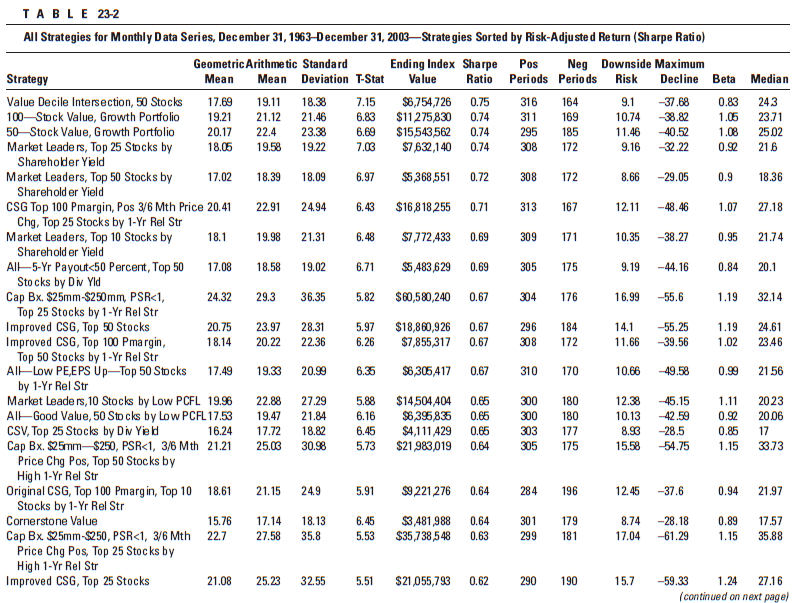 T A B L E 23-2
All Strategies for Monthly Data Series, December 31, 1963–December 31, 2003—Strategies Sorted by Risk-Adjusted Return (Sharpe Ratio)
Geometric Arithmetic Standard Ending Index Sharpe Pos Neg Downside Maximum
Strategy Mean Mean Deviation T-Stat Value Ratio Periods Periods Risk Decline Beta Median
Value Decile Intersection, 50 Stocks 17.69 19.11 18.38 7.15 $6,754,726 0.75 316 164 9.1 –37.68 0.83 24.3
100—Stock Value, Growth Portfolio 19.21 21.12 21.46 6.83 $11,275,830 0.74 311 169 10.74 –38.82 1.05 23.71
50—Stock Value, Growth Portfolio 20.17 22.4 23.38 6.69 $15,543,562 0.74 295 185 11.46 –40.52 1.08 25.02
Market Leaders, Top 25 Stocks by 18.05 19.58 19.22 7.03 $7,632,140 0.74 308 172 9.16 –32.22 0.92 21.6
Shareholder Yield
Market Leaders, Top 50 Stocks by 17.02 18.39 18.09 6.97 $5,368,551 0.72 308 172 8.66 –29.05 0.9 18.36
Shareholder Yield
CSG Top 100 Pmargin, Pos 3/6 Mth Price 20.41 22.91 24.94 6.43 $16,818,255 0.71 313 167 12.11 –48.46 1.07 27.18
Chg, Top 25 Stocks by 1-Yr Rel Str
Market Leaders, Top 10 Stocks by 18.1 19.98 21.31 6.48 $7,772,433 0.69 309 171 10.35 –38.27 0.95 21.74
Shareholder Yield
All—5-Yr Payout<50 Percent, Top 50 17.08 18.58 19.02 6.71 $5,483,629 0.69 305 175 9.19 –44.16 0.84 20.1
Stocks by Div Yld
Cap Bx. $25mm-$250mm, PSR<1, 24.32 29.3 36.35 5.82 $60,580,240 0.67 304 176 16.99 –55.6 1.19 32.14
Top 25 Stocks by 1-Yr Rel Str
Improved CSG, Top 50 Stocks 20.75 23.97 28.31 5.97 $18,860,926 0.67 296 184 14.1 –55.25 1.19 24.61
Improved CSG, Top 100 Pmargin, 18.14 20.22 22.36 6.26 $7,855,317 0.67 308 172 11.66 –39.56 1.02 23.46
Top 50 Stocks by 1-Yr Rel Str
All—Low PE,EPS Up—Top 50 Stocks 17.49 19.33 20.99 6.35 $6,305,417 0.67 310 170 10.66 –49.58 0.99 21.56
by 1-Yr Rel Str
Market Leaders,10 Stocks by Low PCFL 19.96 22.88 27.29 5.88 $14,504,404 0.65 300 180 12.38 –45.15 1.11 20.23
All—Good Value, 50 Stocks by Low PCFL 17.53 19.47 21.84 6.16 $6,395,835 0.65 300 180 10.13 –42.59 0.92 20.06
CSV, Top 25 Stocks by Div Yield 16.24 17.72 18.82 6.45 $4,111,429 0.65 303 177 8.93 –28.5 0.85 17
Cap Bx. $25mm—$250, PSR<1, 3/6 Mth 21.21 25.03 30.98 5.73 $21,983,019 0.64 305 175 15.58 –54.75 1.15 33.73
Price Chg Pos, Top 50 Stocks by
High 1-Yr Rel Str
Original CSG, Top 100 Pmargin, Top 10 18.61 21.15 24.9 5.91 $9,221,276 0.64 284 196 12.45 –37.6 0.94 21.97
Stocks by 1-Yr Rel Str
Cornerstone Value 15.76 17.14 18.13 6.45 $3,481,988 0.64 301 179 8.74 –28.18 0.89 17.57
Cap Bx. $25mm-$250, PSR<1, 3/6 Mth 22.7 27.58 35.8 5.53 $35,738,548 0.63 299 181 17.04 –61.29 1.15 35.88
Price Chg Pos, Top 25 Stocks by
High 1-Yr Rel Str
Improved CSG, Top 25 Stocks 21.08 25.23 32.55 5.51 $21,055,793 0.62 290 190 15.7 –59.33 1.24 27.16
(continued on next page)